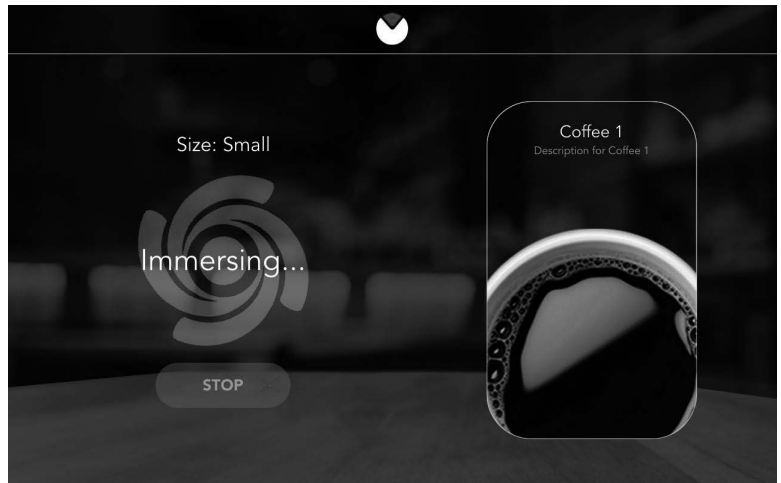 Size: Small
Immersing...
STOP
Coffee 1
Description for Coffee 1